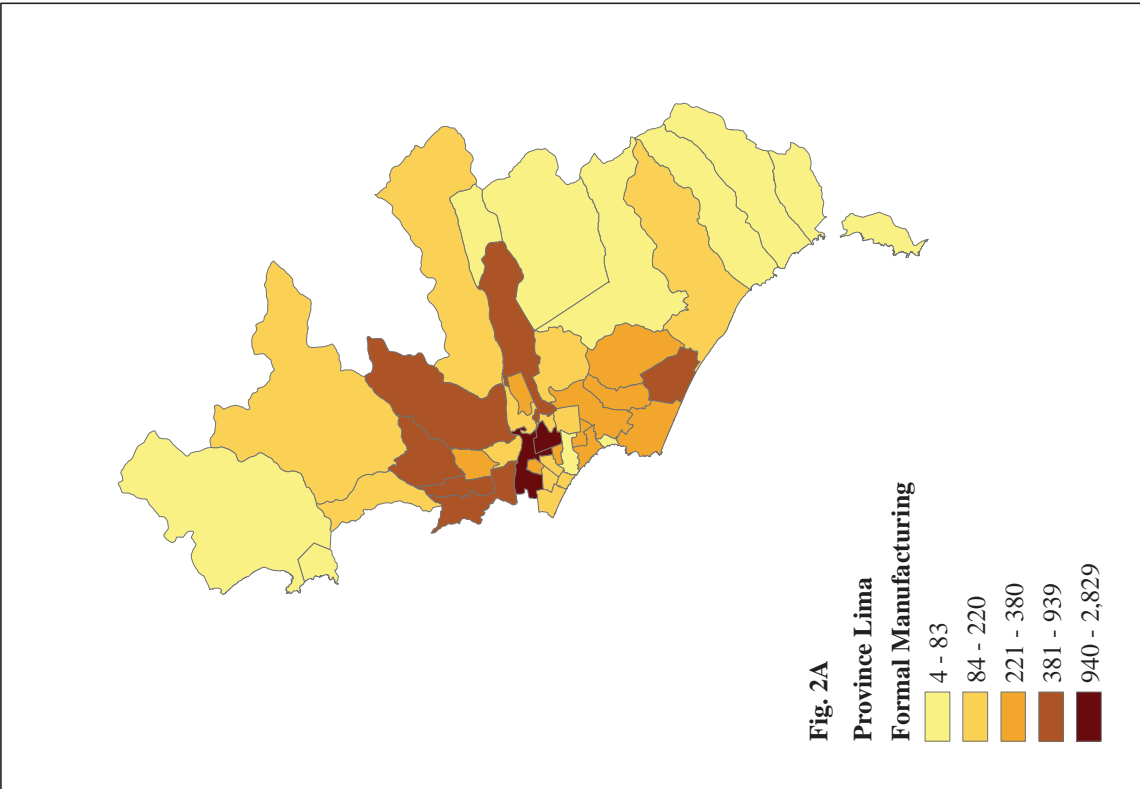 Fig. 2A
Province Lima
Formal Manufacturing
4 - 83
84 - 220
221 - 380
381 - 939
940 - 2,829